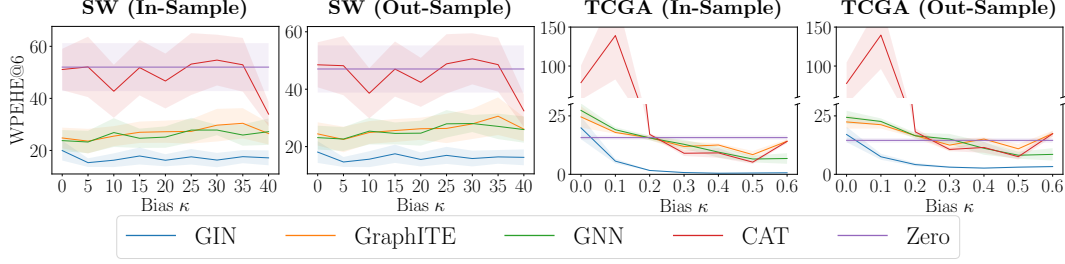 SW (In-Sample) SW (Out-Sample) TCGA (In-Sample) TCGA (Out-Sample)
WPEHE@6
60 60 150 150
40 40 100 100
20 20 25 25
0 0
0 5 10 15 20 25 30 35 40 0 5 10 15 20 25 30 35 40 0.0 0.1 0.2 0.3 0.4 0.5 0.6 0.0 0.1 0.2 0.3 0.4 0.5 0.6
Bias κ Bias κ Bias κ Bias κ
GIN GraphITE GNN CAT Zero